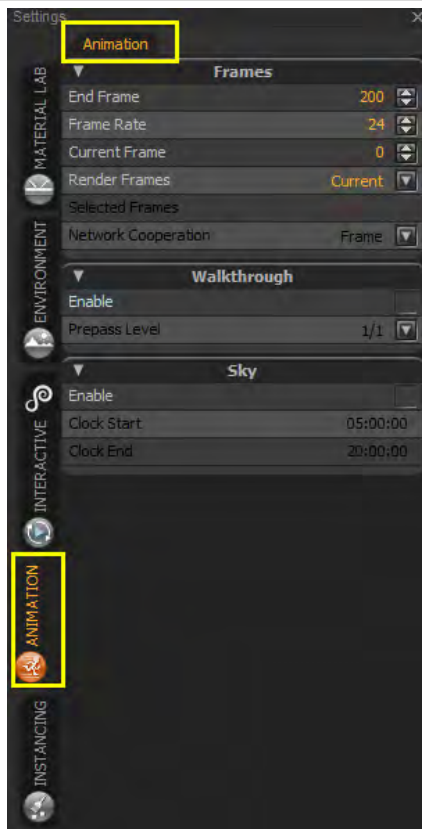 Settings
Animation
Frames
End Frame 200
Frame Rate 24
Current Frame 0
Render Frames Current
Selected Frames
Network Cooperation Frame
Walkthrough
Enable
Prepass Level 1/1
Sky
Enable
Clock Start 05:00:00
Clock End 20:00:00
MATERIAL LAB
ENVIRONMENT
INTERACTIVE
ANIMATION
INSTANCING